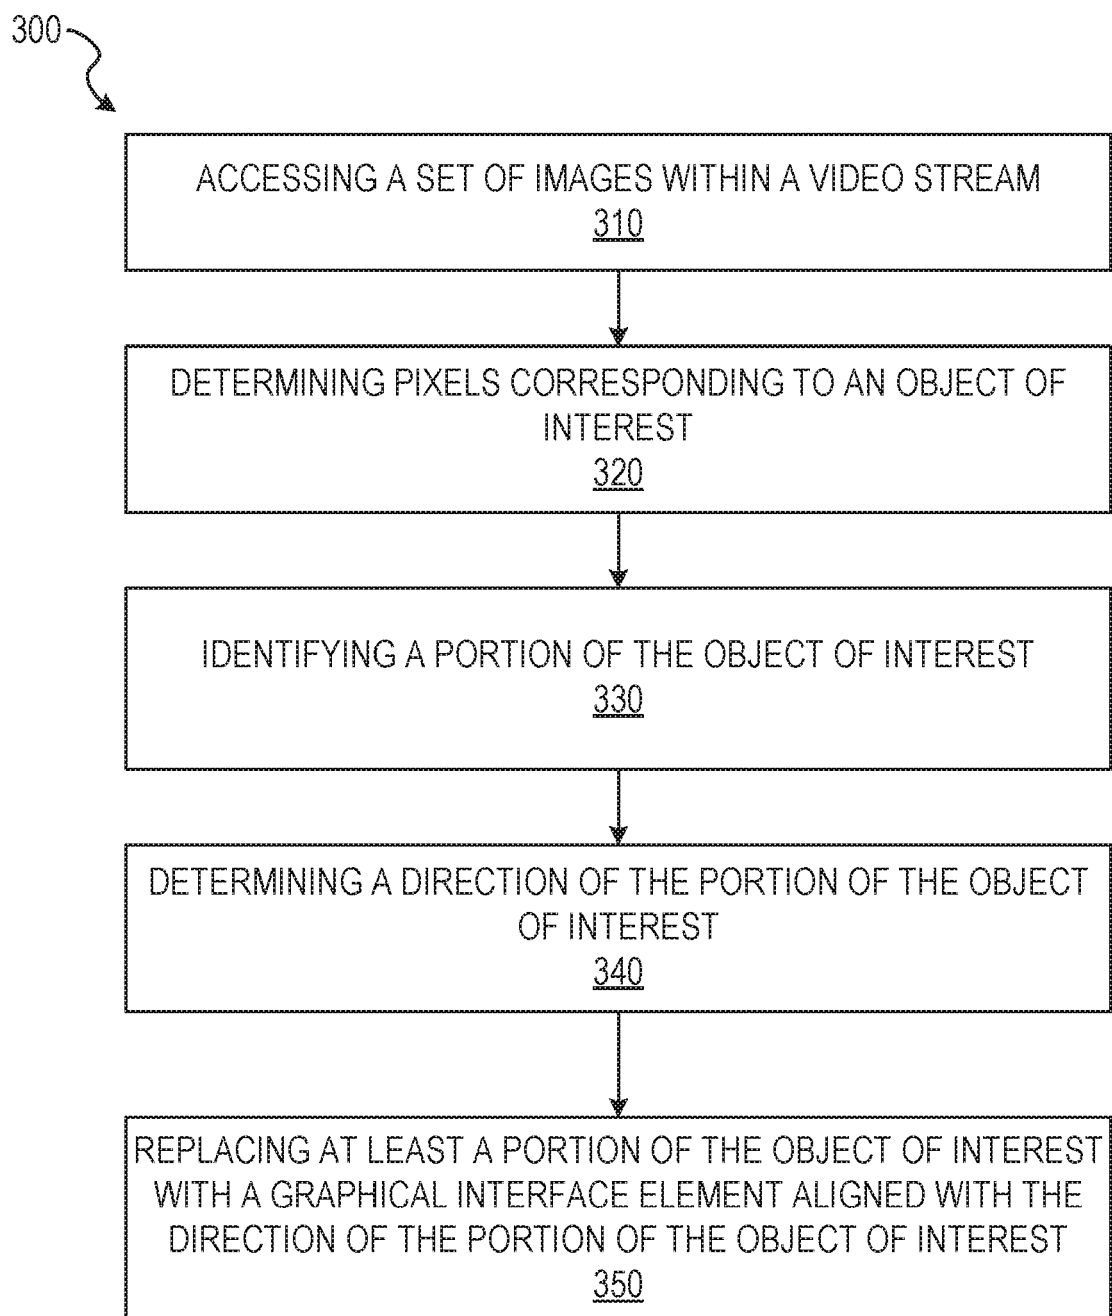 300
ACCESSING A SET OF IMAGES WITHIN A VIDEO STREAM
310
DETERMINING PIXELS CORRESPONDING TO AN OBJECT OF
INTEREST
320
IDENTIFYING A PORTION OF THE OBJECT OF INTEREST
330
DETERMINING A DIRECTION OF THE PORTION OF THE OBJECT
OF INTEREST
340
REPLACING AT LEAST A PORTION OF THE OBJECT OF INTEREST
WITH A GRAPHICAL INTERFACE ELEMENT ALIGNED WITH THE
DIRECTION OF THE PORTION OF THE OBJECT OF INTEREST
350